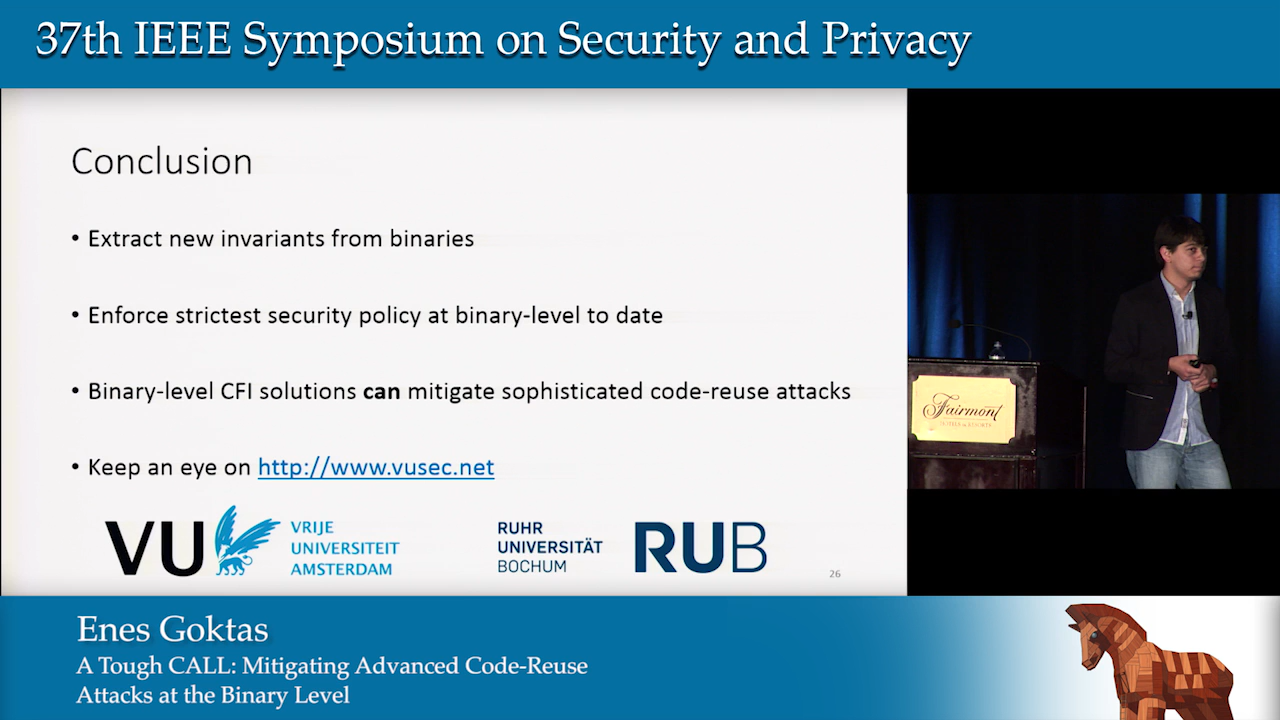 37th IEEE Symposium on Security and Privacy
Conclusion
• Extract new invariants from binaries
• Enforce strictest security policy at binary-level to date
• Binary-level CFI solutions can mitigate sophisticated code-reuse attacks
• Keep an eye on http://www.vusec.net
VU
VRIJE
UNIVERSITEIT
AMSTERDAM
RUHR
UNIVERSITÄT
BOCHUM
RUB
26
Fairmont
HOTELS & RESORTS
Enes Goktas
A Tough CALL: Mitigating Advanced Code-Reuse
Attacks at the Binary Level